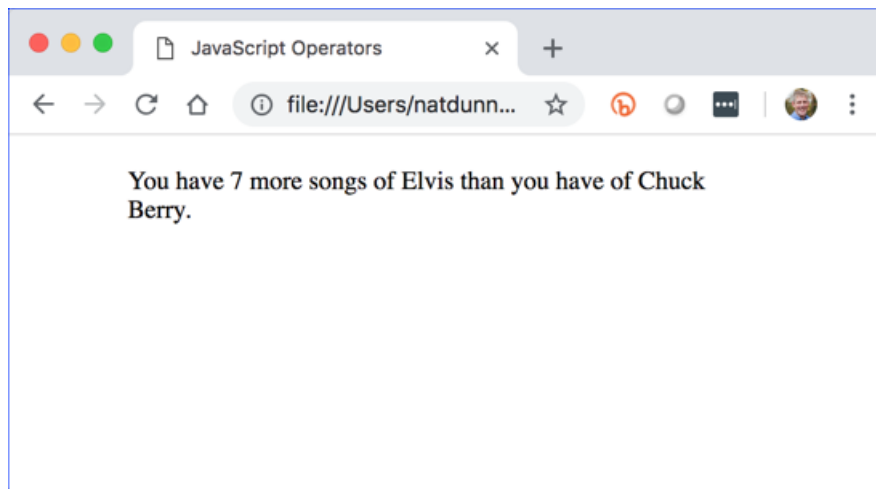 JavaScript Operators
file:///Users/natdunn...
You have 7 more songs of Elvis than you have of Chuck
Berry.